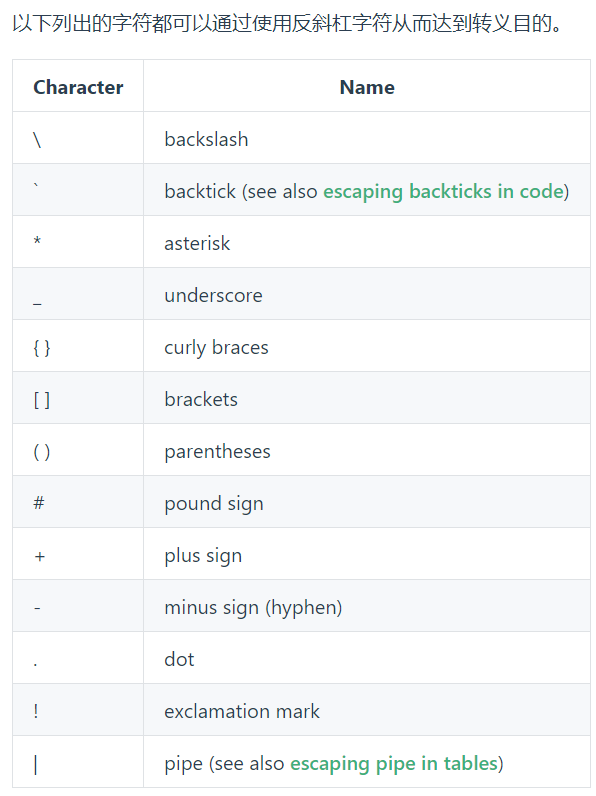 以下列出的字符都可以通过使用反斜杠字符从而达到转义目的。
Character Name
\ backslash
` backtick (see also escaping backticks in code)
* asterisk
_ underscore
{ } curly braces
[ ] brackets
( ) parentheses
# pound sign
+ plus sign
- minus sign (hyphen)
. dot
! exclamation mark
| pipe (see also escaping pipe in tables)